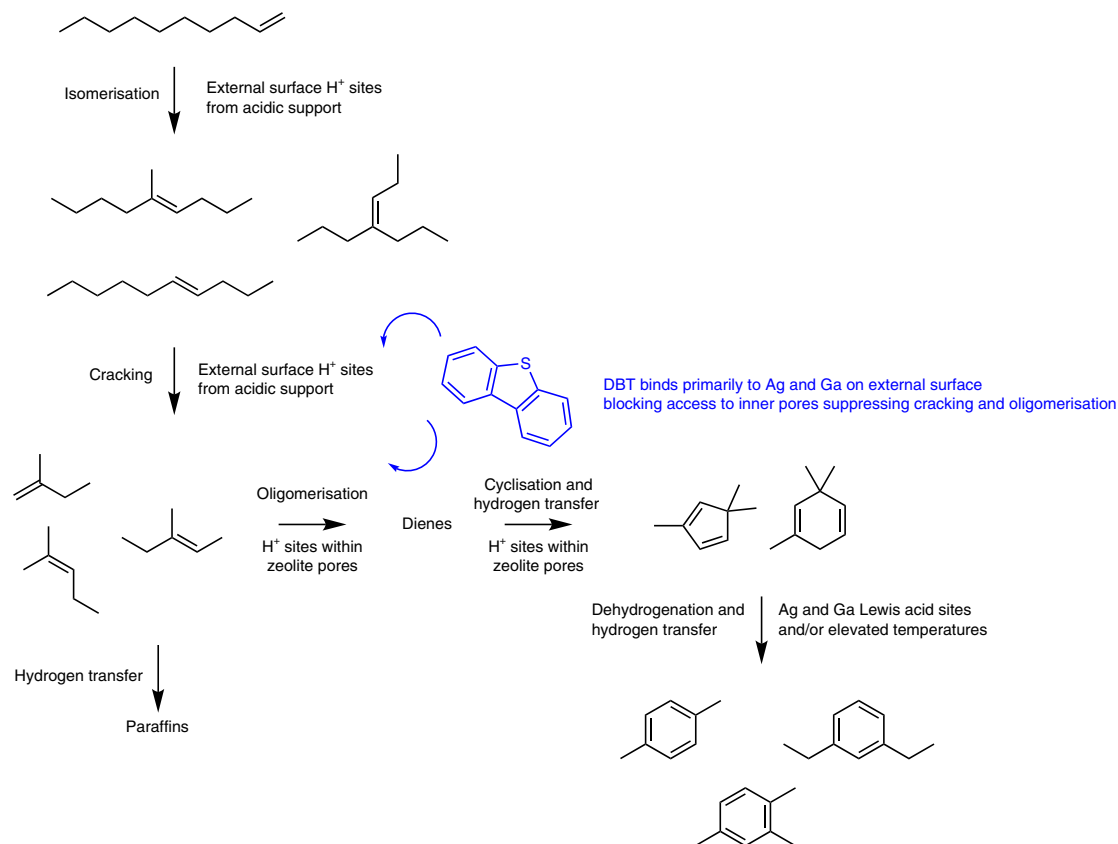 Isomerisation
External surface H⁺ sites
from acidic support
Cracking
External surface H⁺ sites
from acidic support
S
DBT binds primarily to Ag and Ga on external surface
blocking access to inner pores suppressing cracking and oligomerisation
Oligomerisation
H⁺ sites within
zeolite pores
Dienes
Cyclisation and
hydrogen transfer
H⁺ sites within
zeolite pores
Dehydrogenation and
hydrogen transfer
Ag and Ga Lewis acid sites
and/or elevated temperatures
Hydrogen transfer
Paraffins